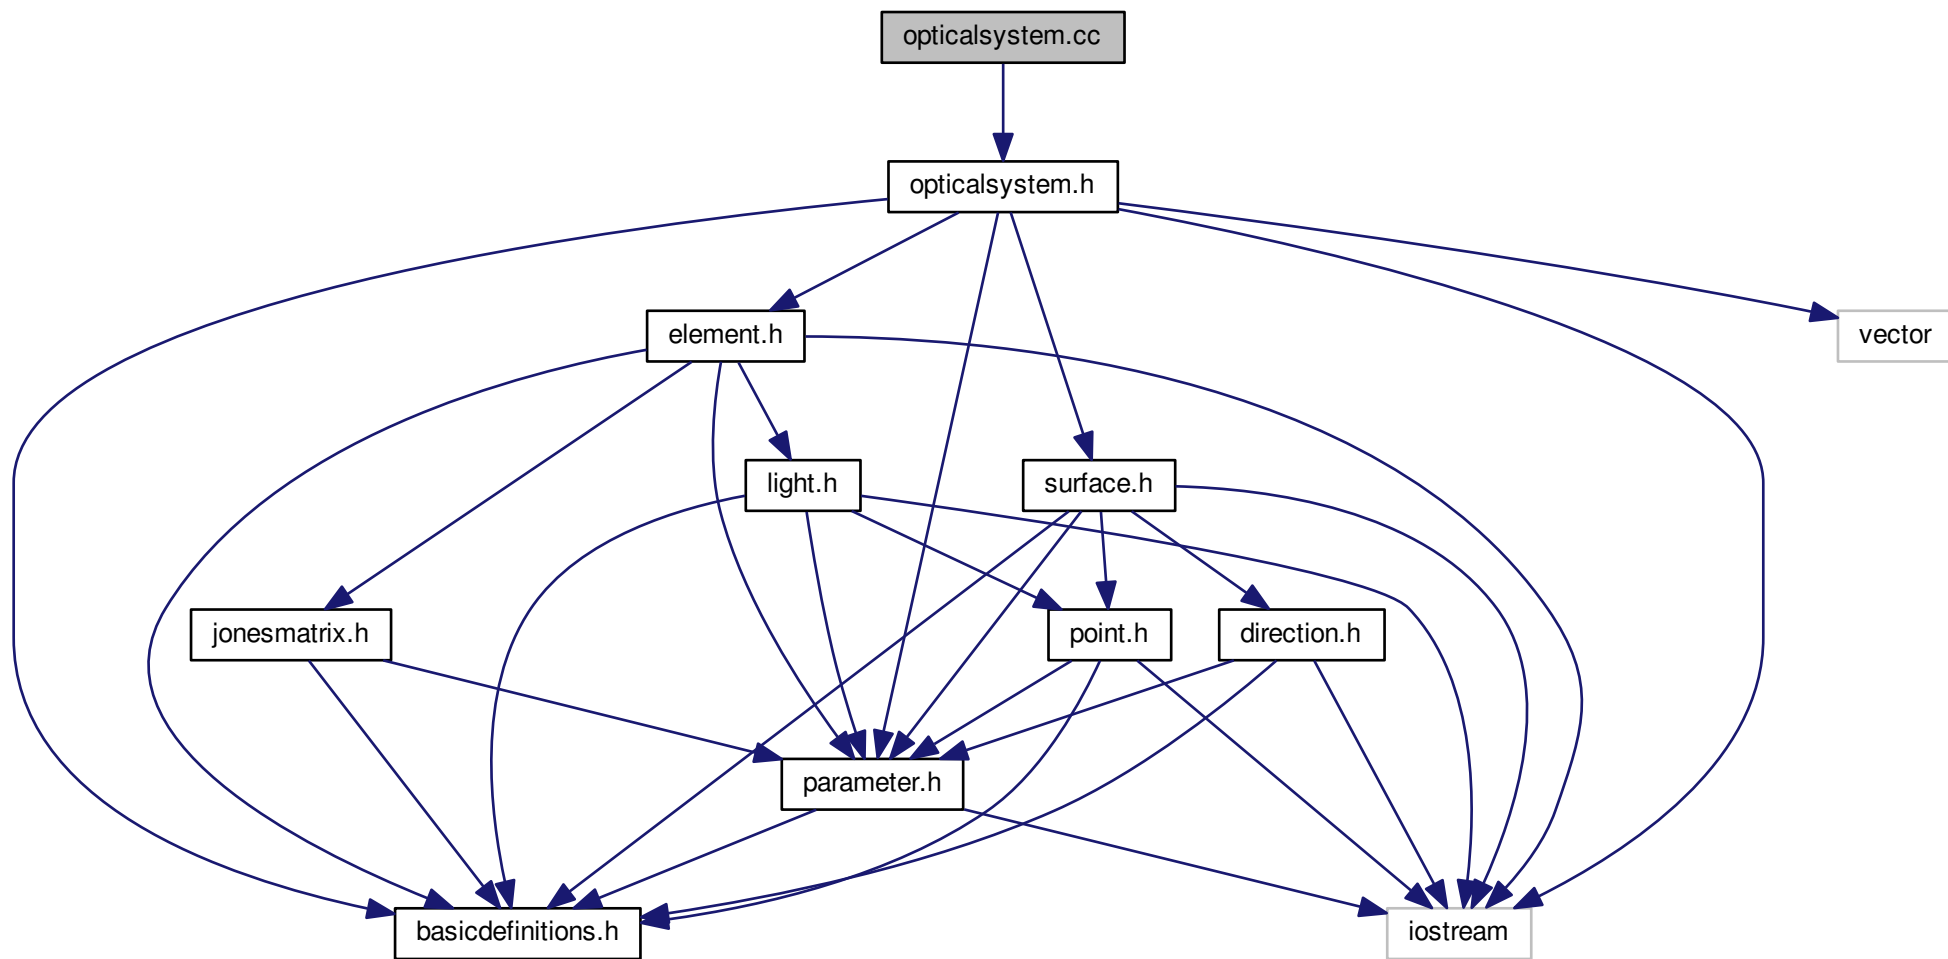 opticalsystem.cc
opticalsystem.h
element.h
vector
light.h
surface.h
jonesmatrix.h
point.h
direction.h
parameter.h
basicdefinitions.h
iostream